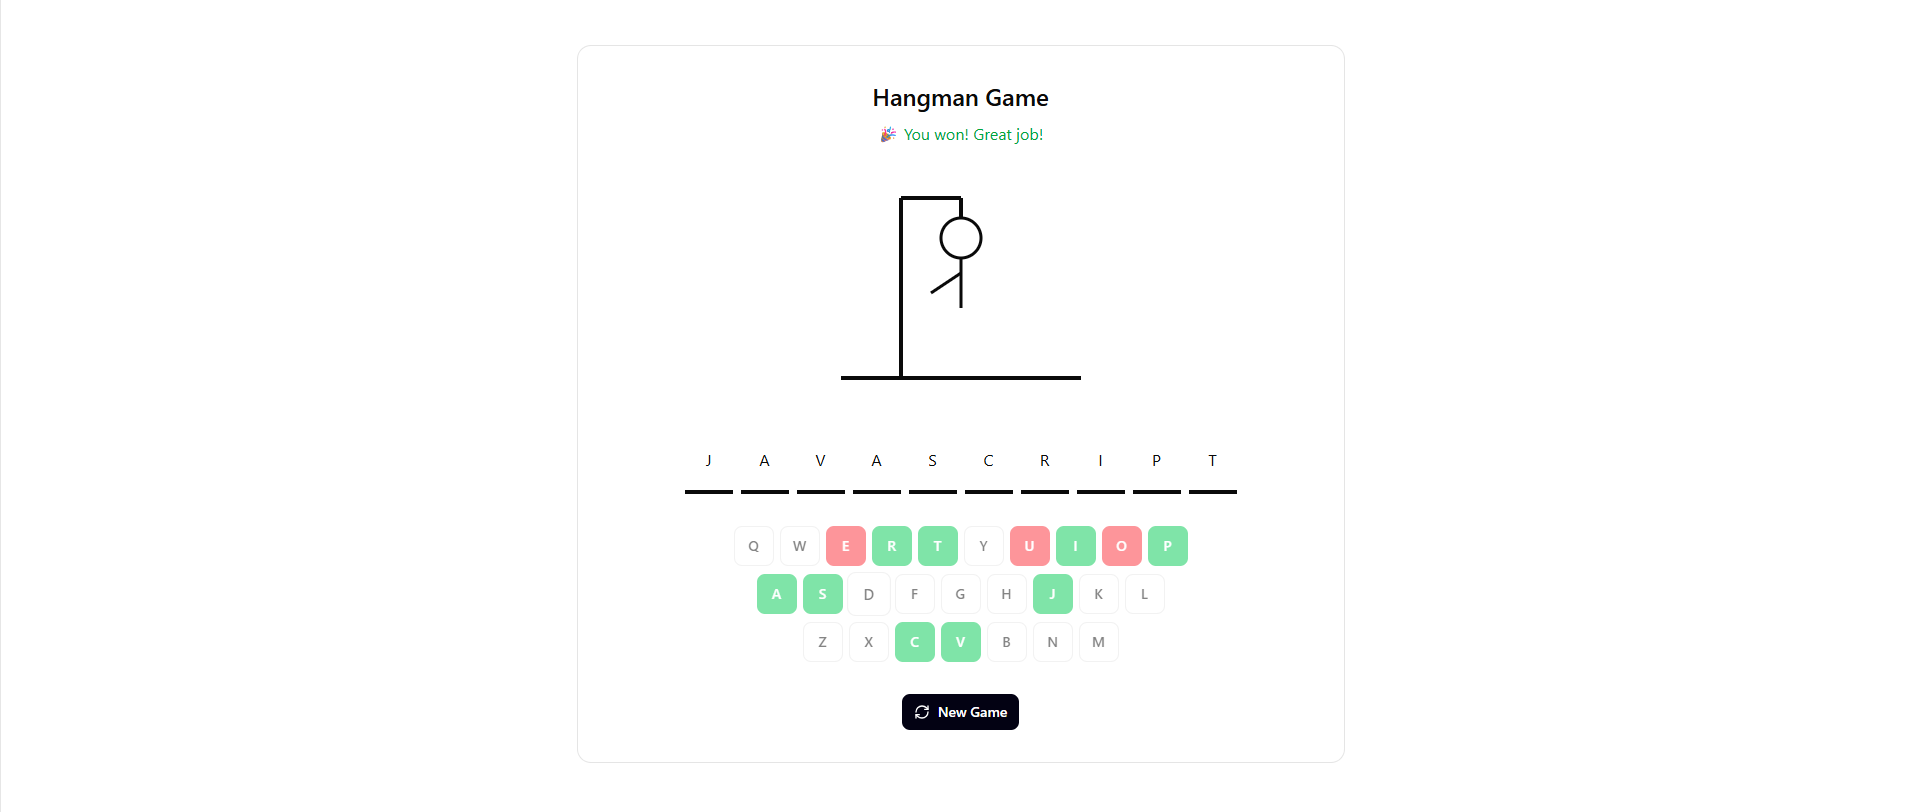 Hangman Game
🎉 You won! Great job!
J A V A S C R I P T
Q W E R T Y U I O P
A S D F G H J K L
Z X C V B N M
New Game